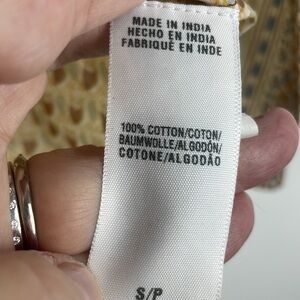 MADE IN INDIA
HECHO EN INDIA
FABRIQUÉ EN INDE
100% COTTON/COTON/
BAUMWOLLE/ALGODÓN/
COTONE/ALGODÃO
S/P